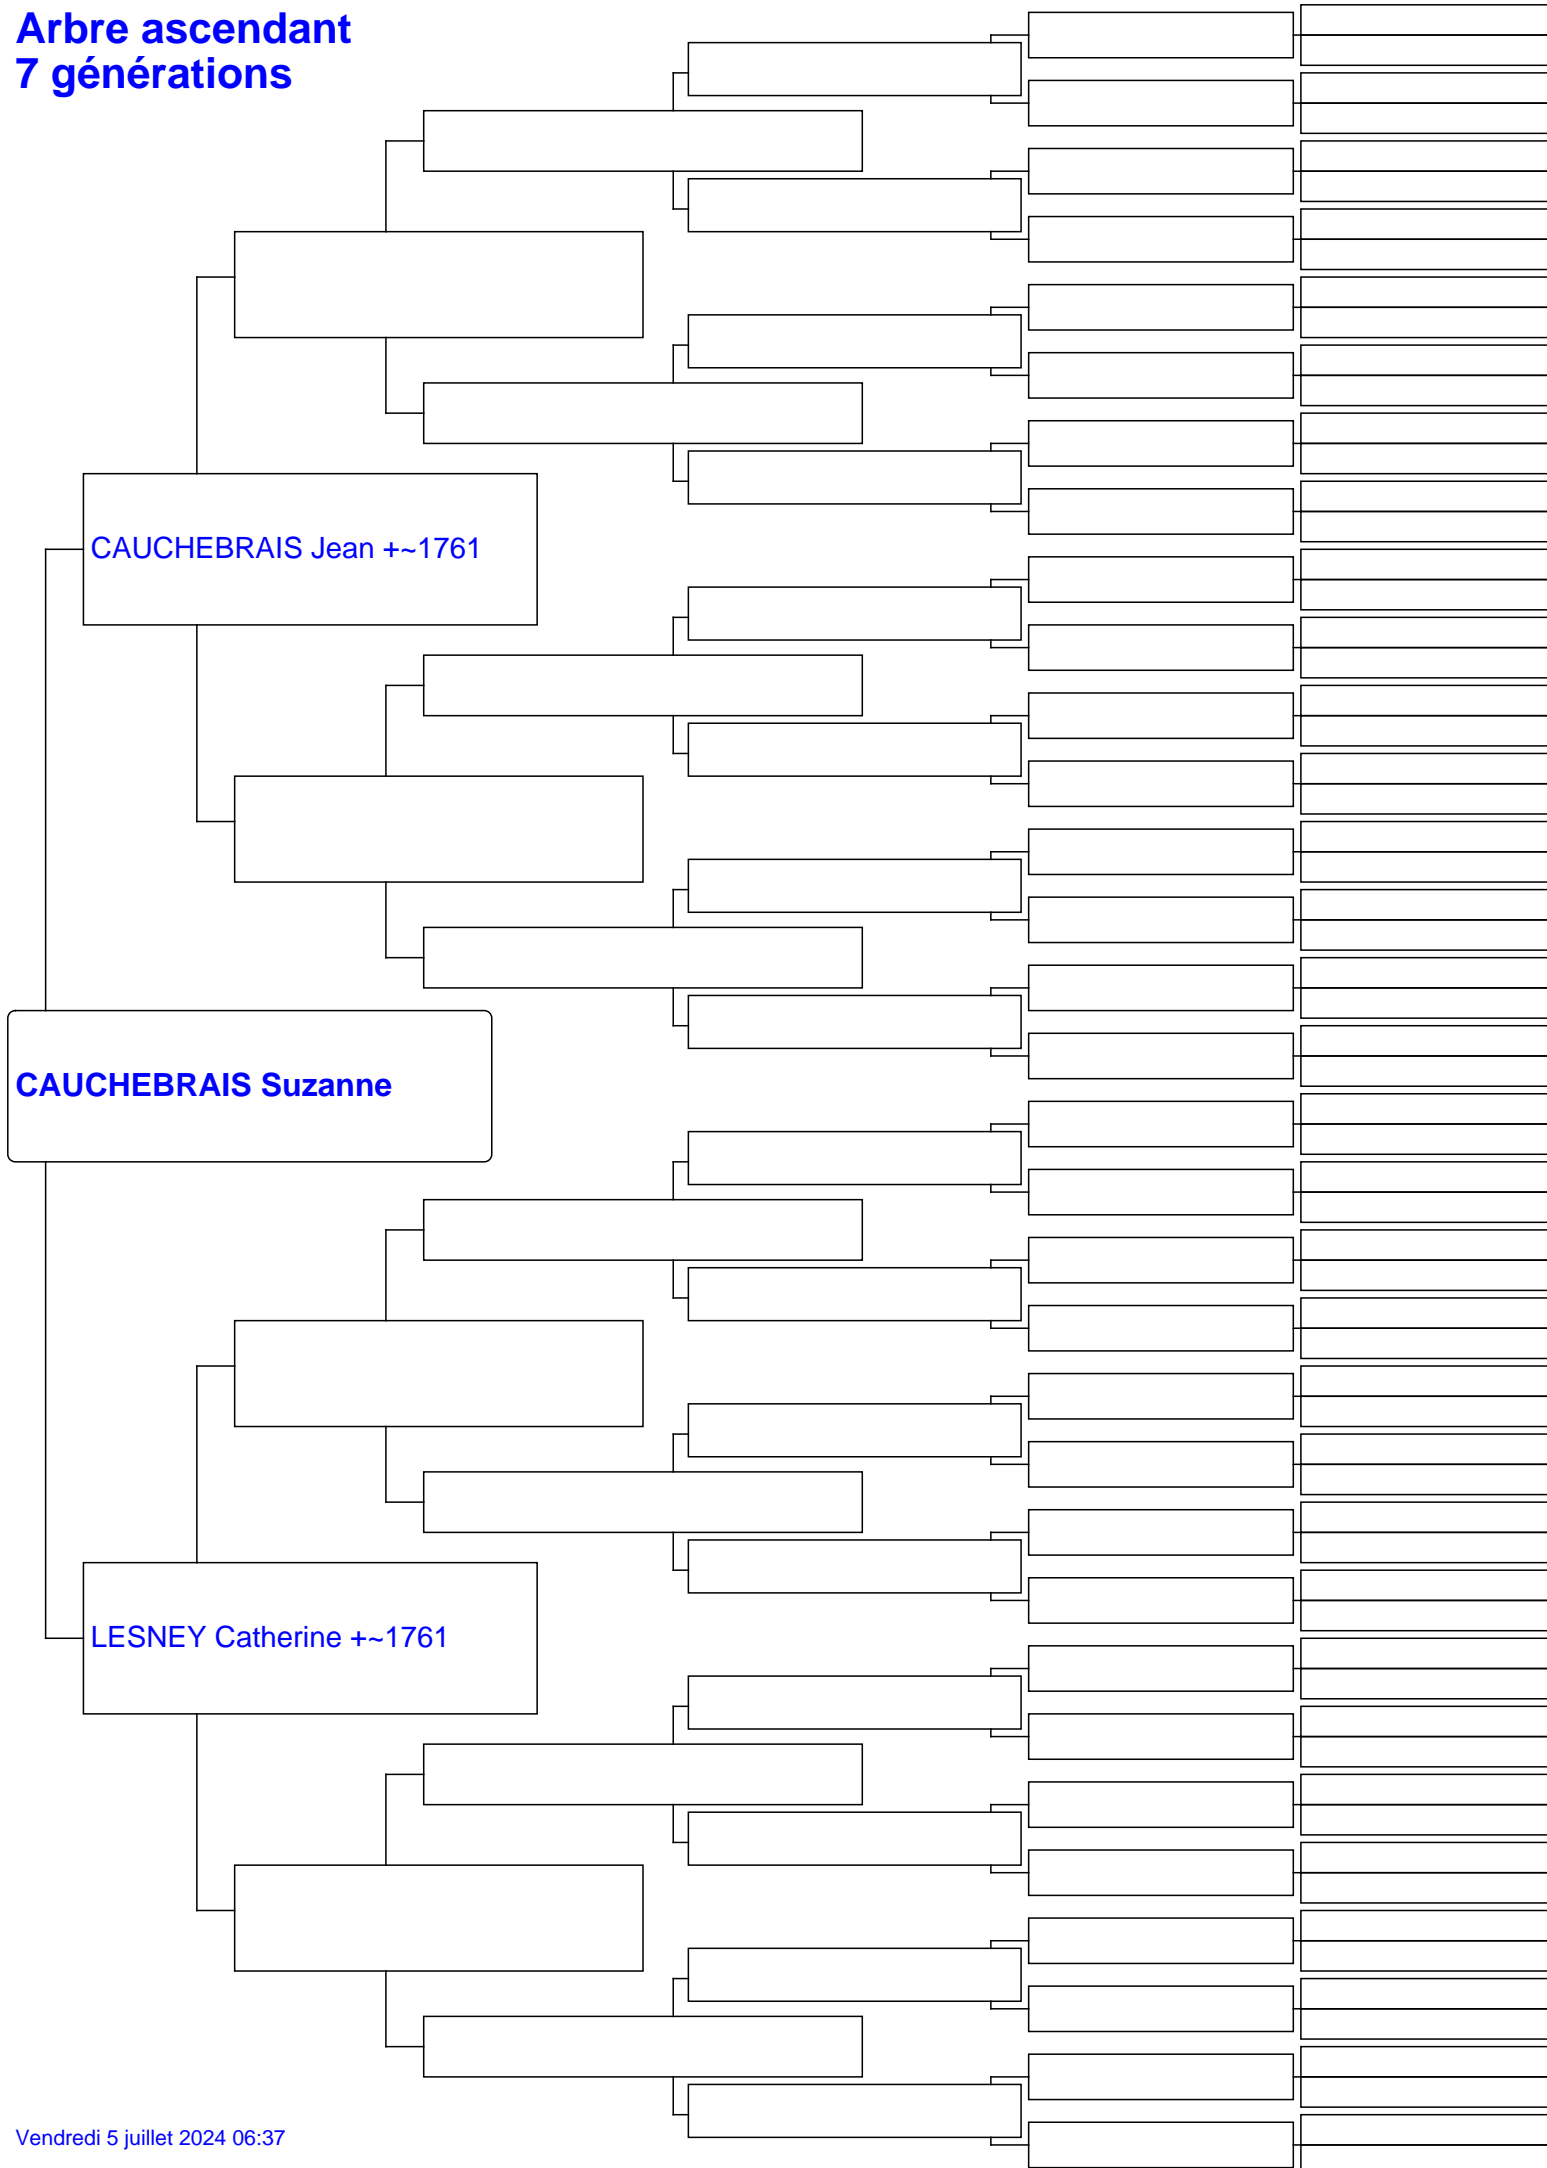 Arbre ascendant
7 générations
CAUCHEBRAIS Jean +~1761
CAUCHEBRAIS Suzanne
LESNEY Catherine +~1761
Vendredi 5 juillet 2024 06:37